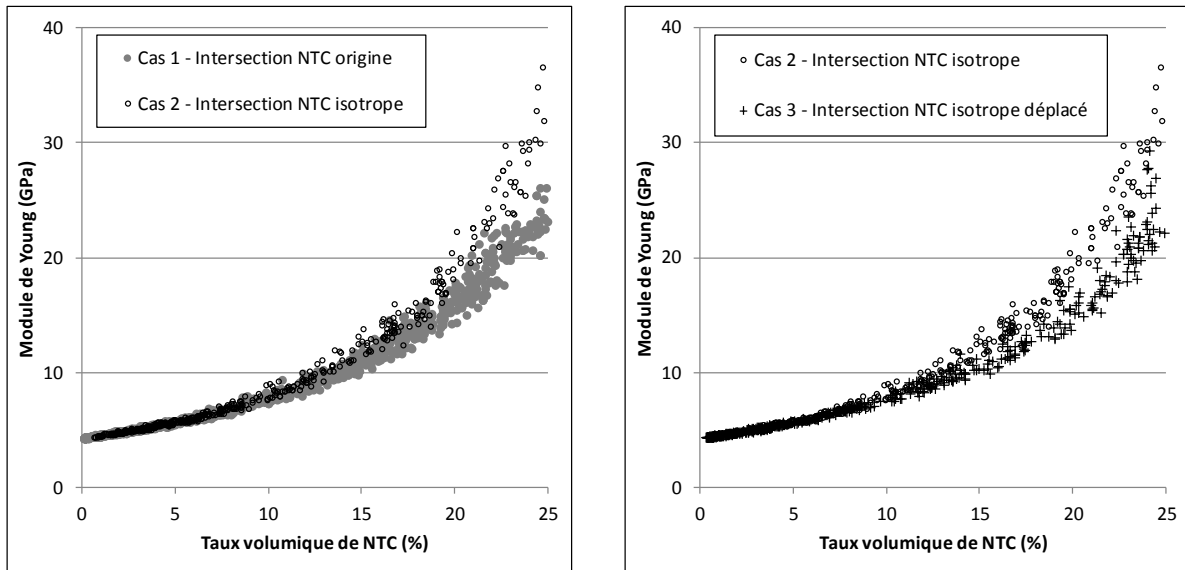 40
30
20
10
0
Module de Young (GPa)
Cas 1 - Intersection NTC origine
Cas 2 - Intersection NTC isotrope
0 5 10 15 20 25
Taux volumique de NTC (%)
40
30
20
10
0
Module de Young (GPa)
Cas 2 - Intersection NTC isotrope
Cas 3 - Intersection NTC isotrope déplacé
0 5 10 15 20 25
Taux volumique de NTC (%)